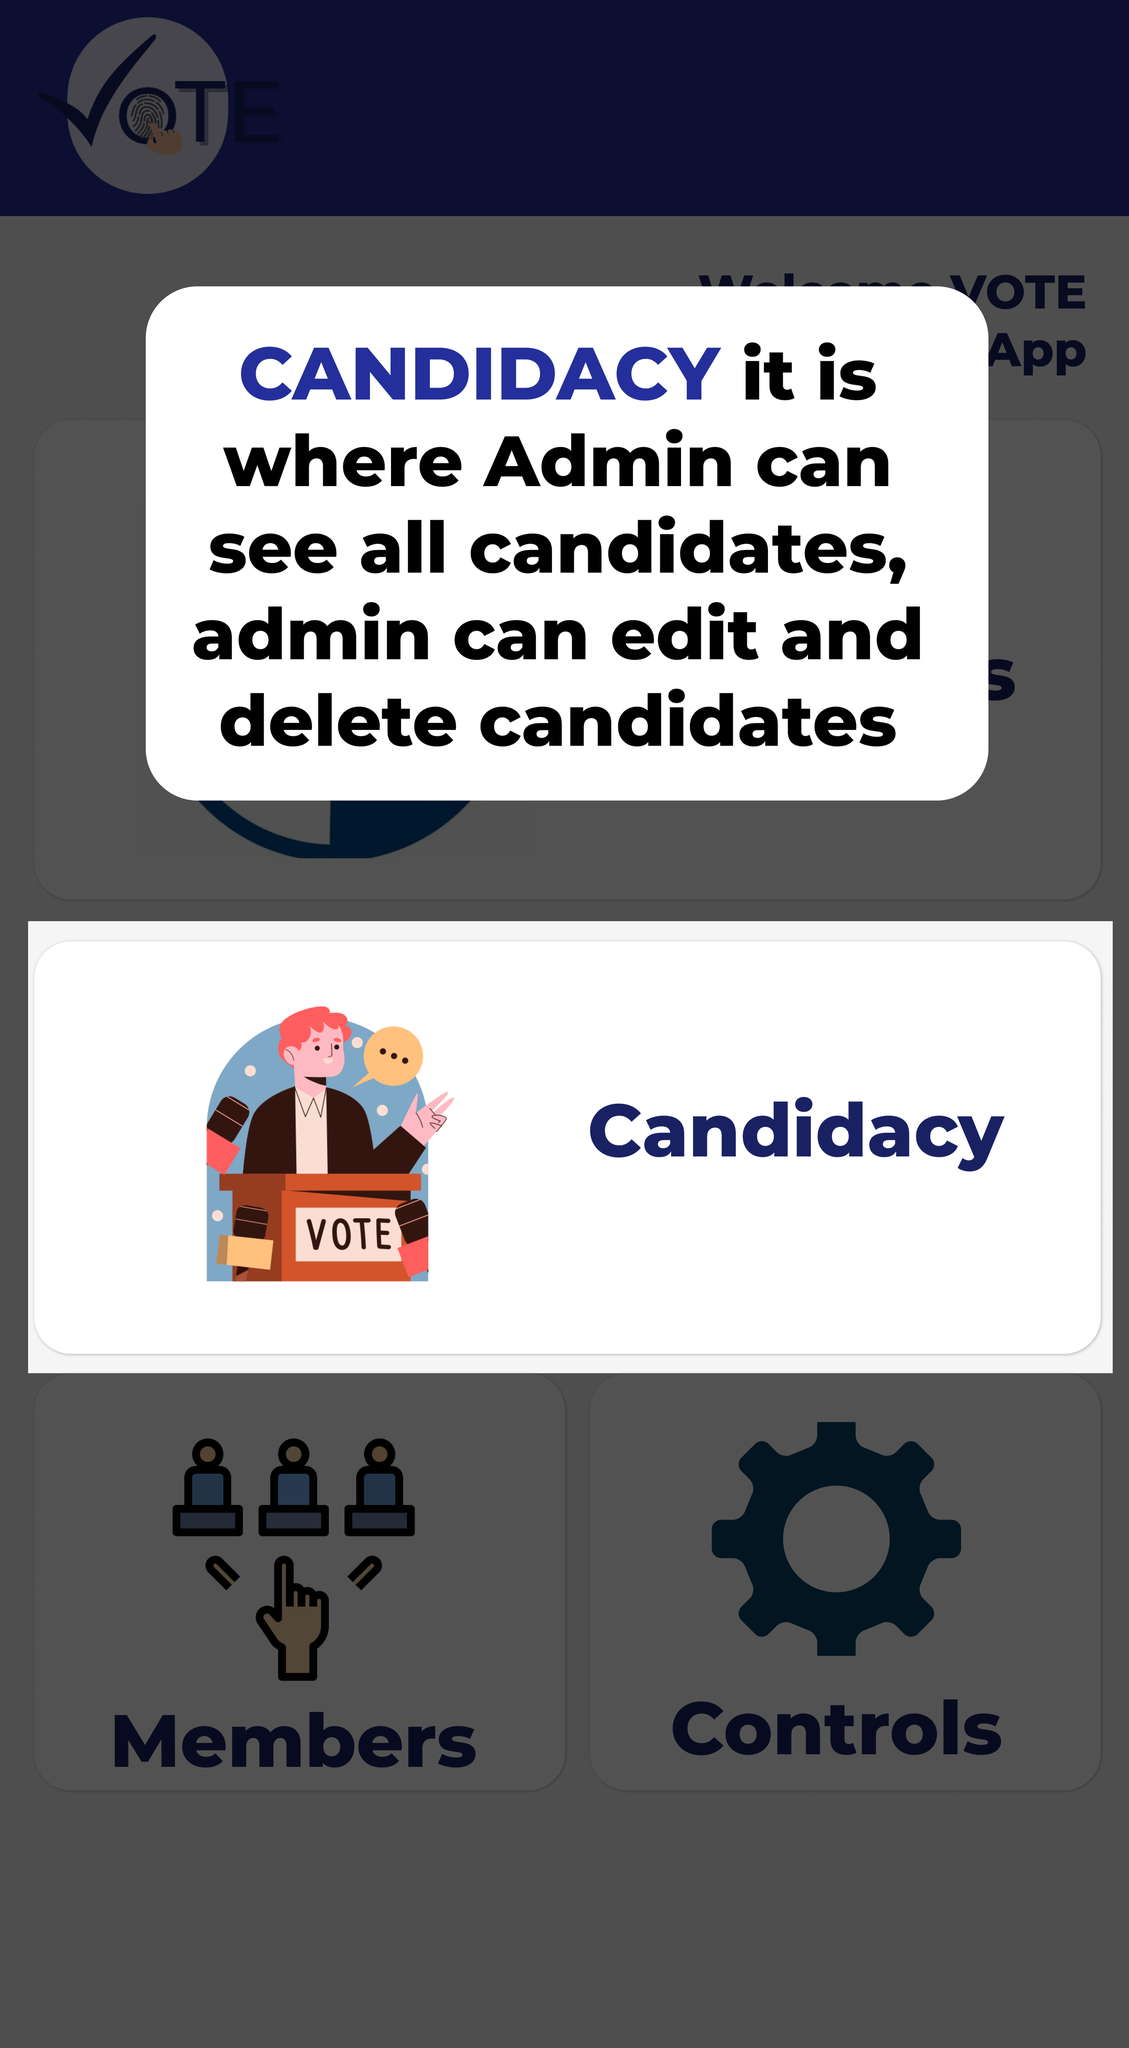 VOTE
VOTE
App
CANDIDACY it is
where Admin can
see all candidates,
admin can edit and
delete candidates
Candidacy
VOTE
Members
Controls